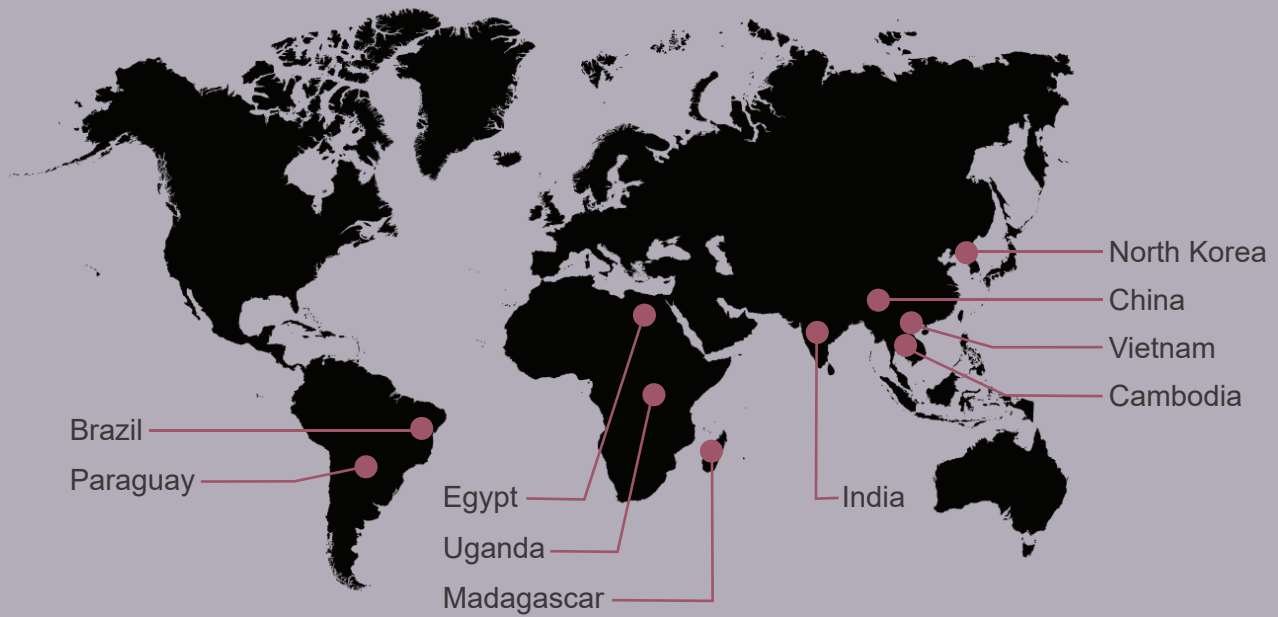 North Korea
China
Vietnam
Cambodia
Brazil
Paraguay
Egypt
India
Uganda
Madagascar